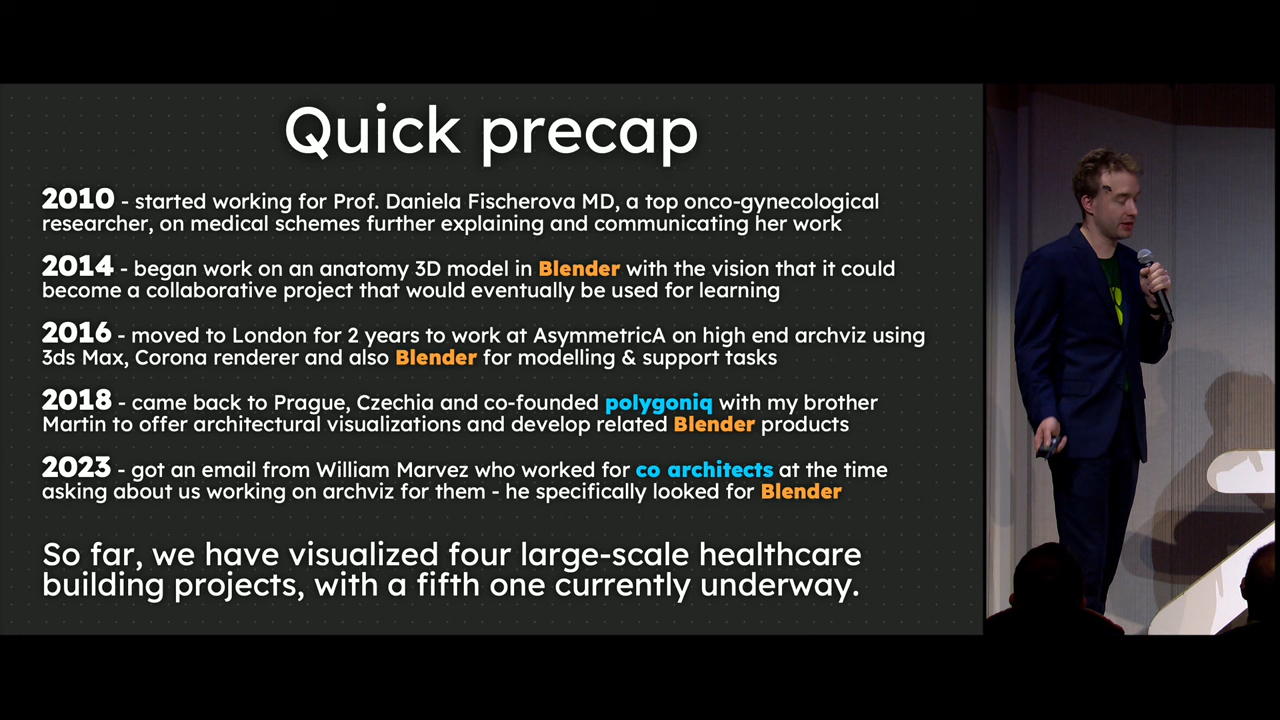 Quick precap
2010 - started working for Prof. Daniela Fischerova MD, a top onco-gynecological
researcher, on medical schemes further explaining and communicating her work
2014 - began work on an anatomy 3D model in Blender with the vision that it could
become a collaborative project that would eventually be used for learning
2016 - moved to London for 2 years to work at AsymmetricA on high end archviz using
3ds Max, Corona renderer and also Blender for modelling & support tasks
2018 - came back to Prague, Czechia and co-founded polygoniq with my brother
Martin to offer architectural visualizations and develop related Blender products
2023 - got an email from William Marvez who worked for co architects at the time
asking about us working on archviz for them - he specifically looked for Blender
So far, we have visualized four large-scale healthcare
building projects, with a fifth one currently underway.